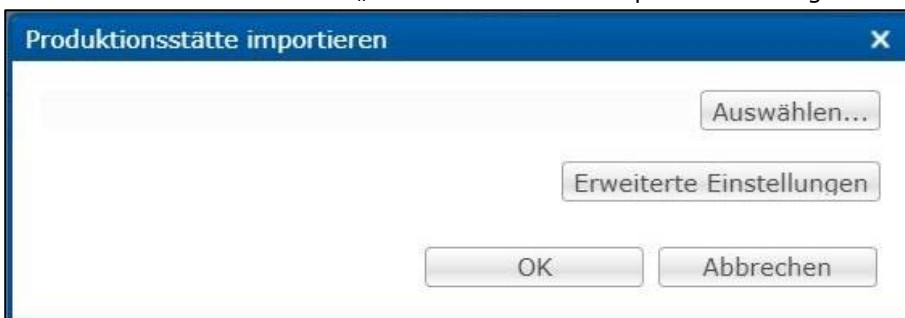 Produktionsstätte importieren
Auswählen...
Erweiterte Einstellungen
OK Abbrechen